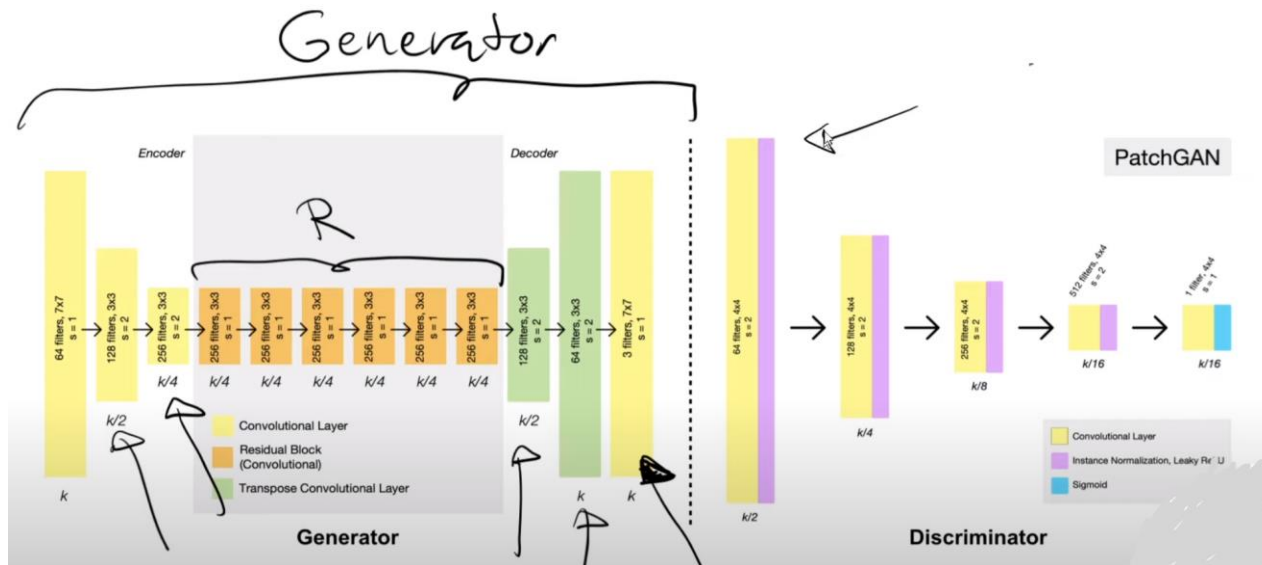 Generator
PatchGAN
Encoder
Decoder
R
64 filters, 7x7
s = 1
k
128 filters, 3x3
s = 2
k/2
256 filters, 3x3
s = 2
k/4
256 filters, 3x3
s = 1
k/4
256 filters, 3x3
s = 1
k/4
256 filters, 3x3
s = 1
k/4
256 filters, 3x3
s = 1
k/4
256 filters, 3x3
s = 1
k/4
256 filters, 3x3
s = 1
k/4
128 filters, 3x3
s = 2
k/2
64 filters, 3x3
s = 2
k
3 filters, 7x7
s = 1
k
Convolutional Layer
Residual Block
(Convolutional)
Transpose Convolutional Layer
Generator
64 filters, 4x4
s = 2
k/2
128 filters, 4x4
s = 2
k/4
256 filters, 4x4
s = 2
k/8
512 filters, 4x4
s = 2
k/16
1 filter, 4x4
s = 1
k/16
Convolutional Layer
Instance Normalization, Leaky ReLU
Sigmoid
Discriminator